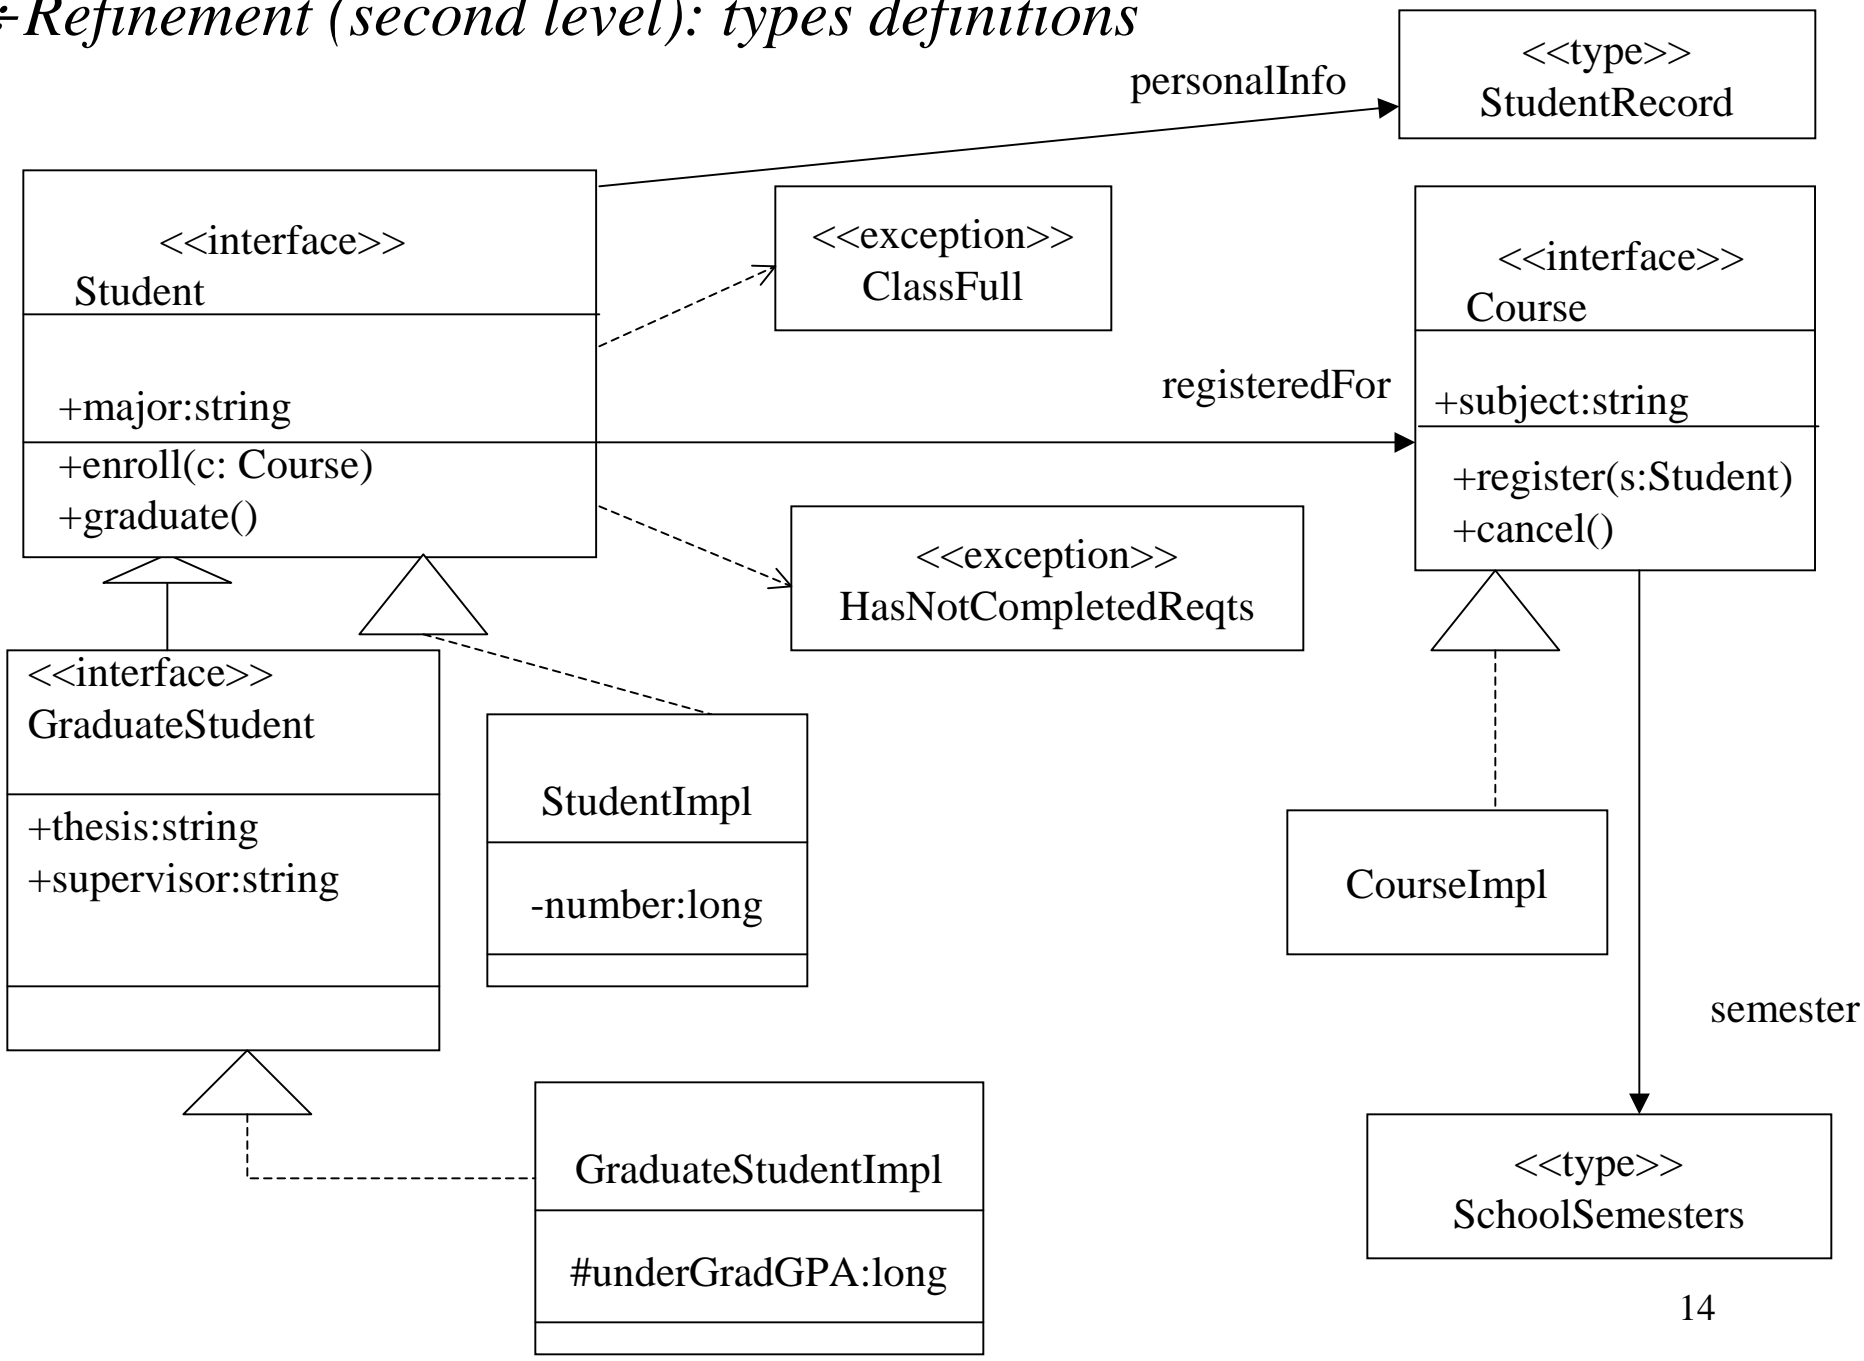 Refinement (second level): types definitions
<<type>>
StudentRecord
personalInfo
<<interface>>
Student
+major:string
+enroll(c: Course)
+graduate()
<<exception>>
ClassFull
<<interface>>
Course
+subject:string
+register(s:Student)
+cancel()
registeredFor
<<exception>>
HasNotCompletedReqts
<<interface>>
GraduateStudent
+thesis:string
+supervisor:string
StudentImpl
-number:long
CourseImpl
semester
GraduateStudentImpl
#underGradGPA:long
<<type>>
SchoolSemesters
14